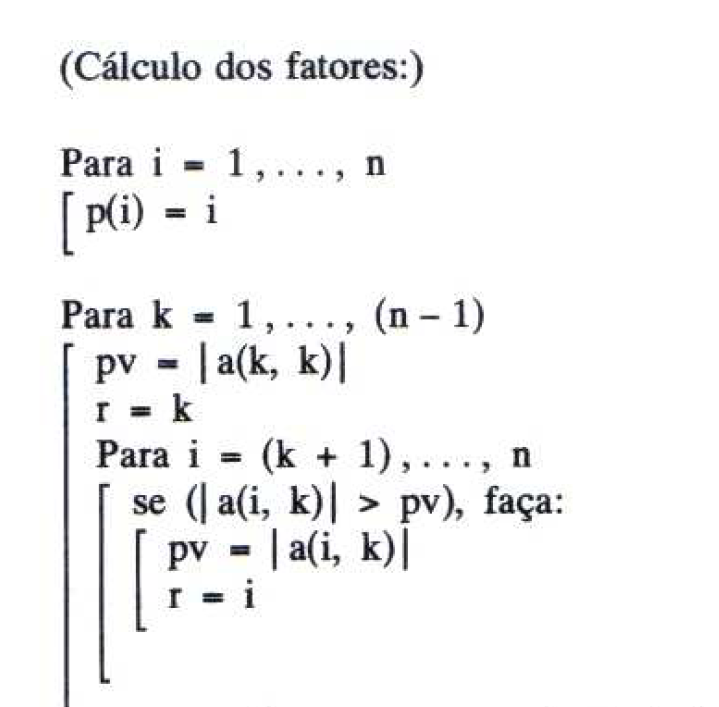 (Cálculo dos fatores:)
Para i = 1,..., n
p(i) = i
Para k = 1,..., (n – 1)
pv = |a(k, k)|
r = k
Para i = (k + 1),..., n
se (|a(i, k)| > pv), faça:
pv = |a(i, k)|
r = i